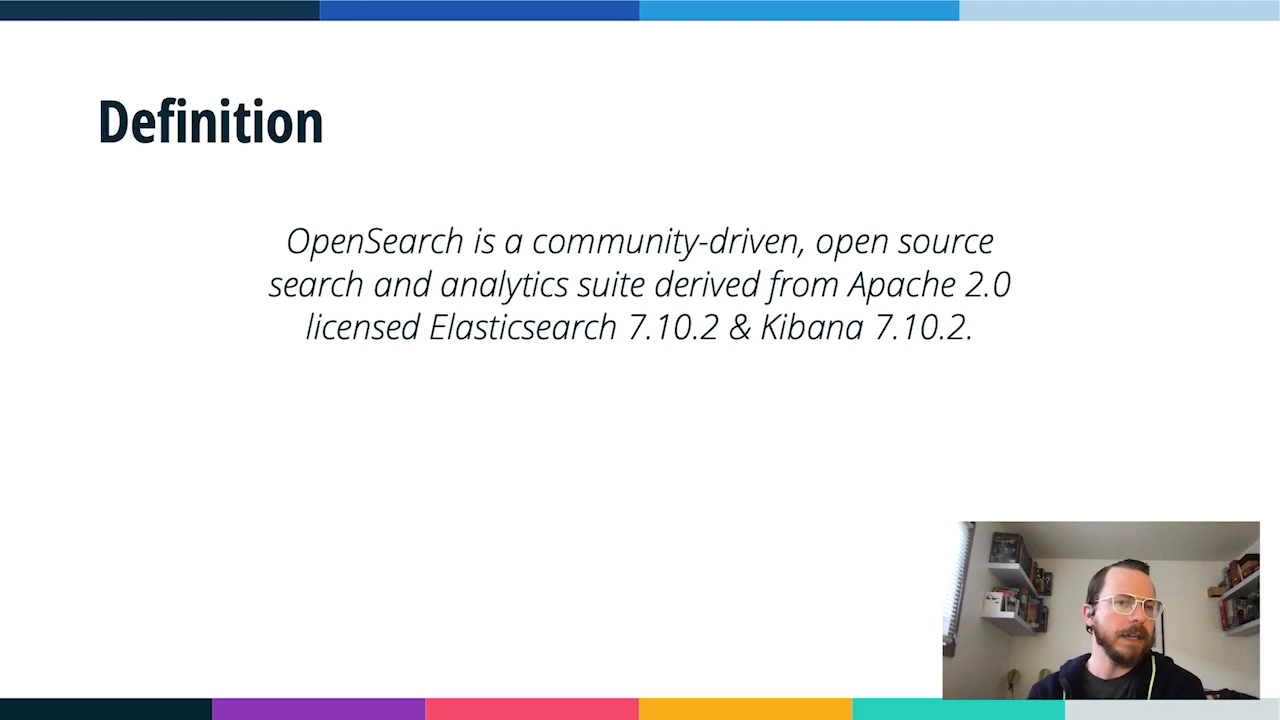 Definition
OpenSearch is a community-driven, open source
search and analytics suite derived from Apache 2.0
licensed Elasticsearch 7.10.2 & Kibana 7.10.2.